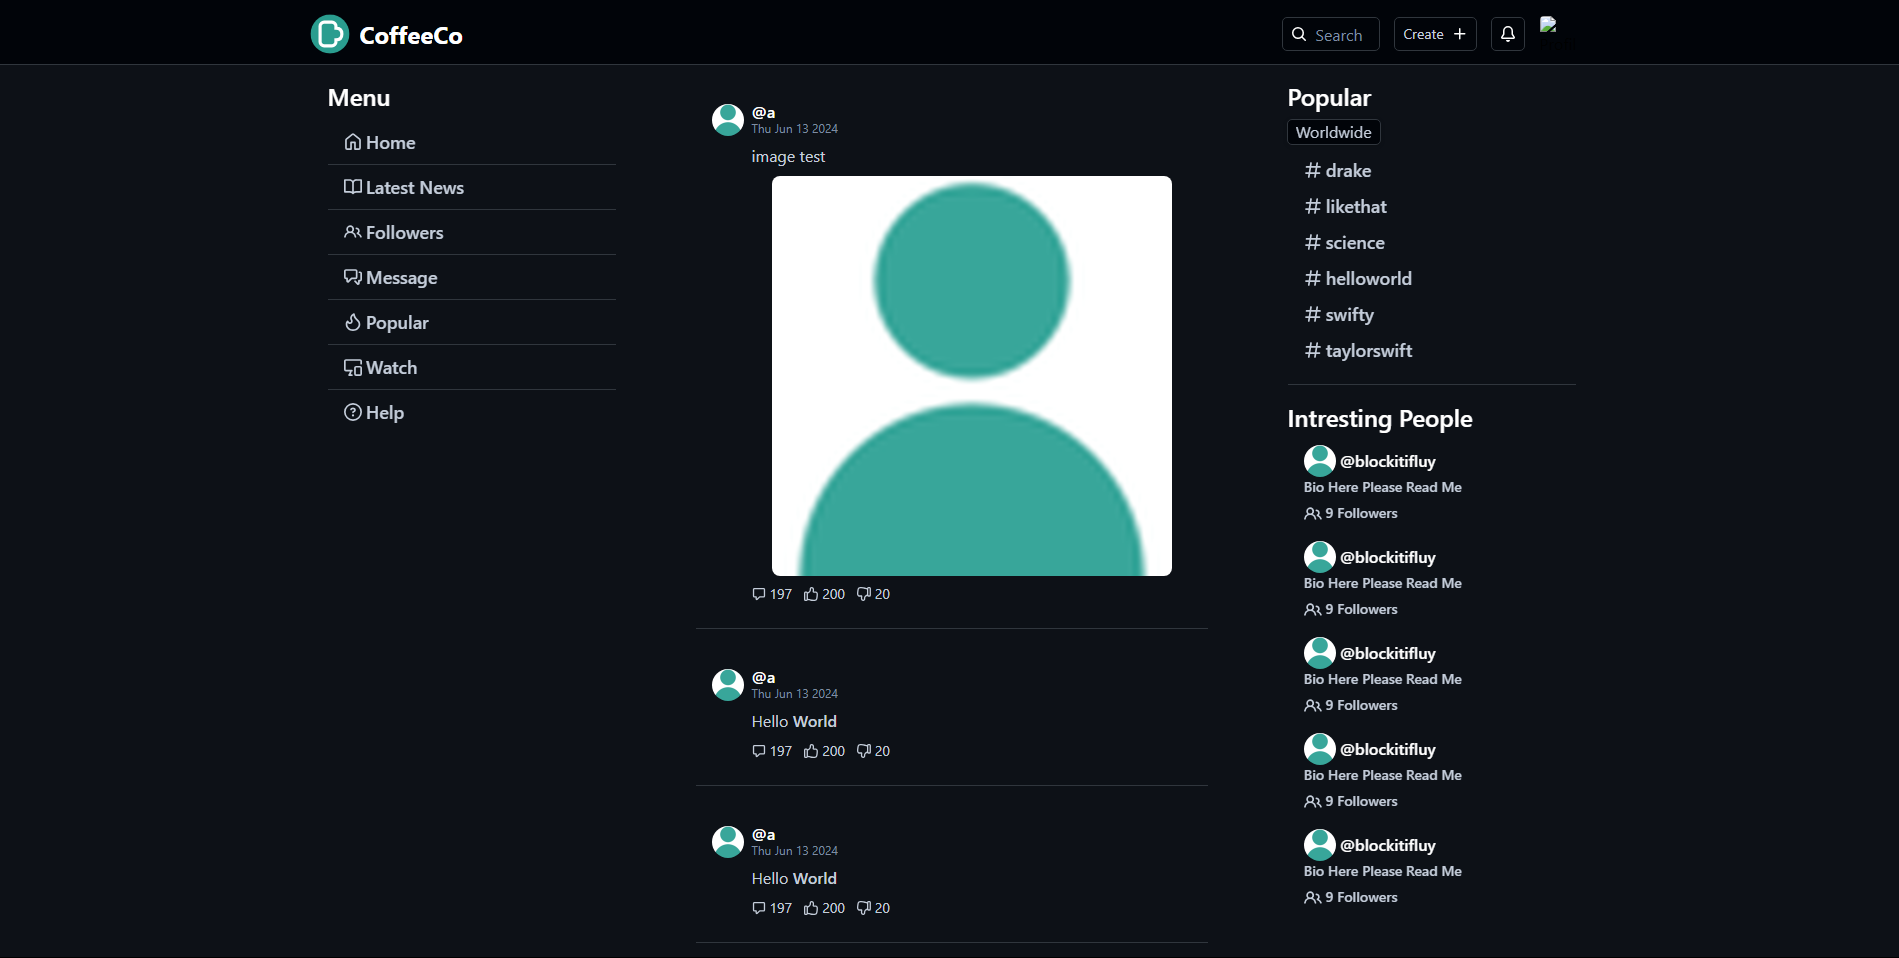 CoffeeCo
Search
Create
Menu
Home
Latest News
Followers
Message
Popular
Watch
Help
@a
Thu Jun 13 2024
image test
197 200 20
@a
Thu Jun 13 2024
Hello World
197 200 20
@a
Thu Jun 13 2024
Hello World
197 200 20
Popular
Worldwide
# drake
# likethat
# science
# helloworld
# swifty
# taylorswift
Intresting People
@blockitifluy
Bio Here Please Read Me
9 Followers
@blockitifluy
Bio Here Please Read Me
9 Followers
@blockitifluy
Bio Here Please Read Me
9 Followers
@blockitifluy
Bio Here Please Read Me
9 Followers
@blockitifluy
Bio Here Please Read Me
9 Followers